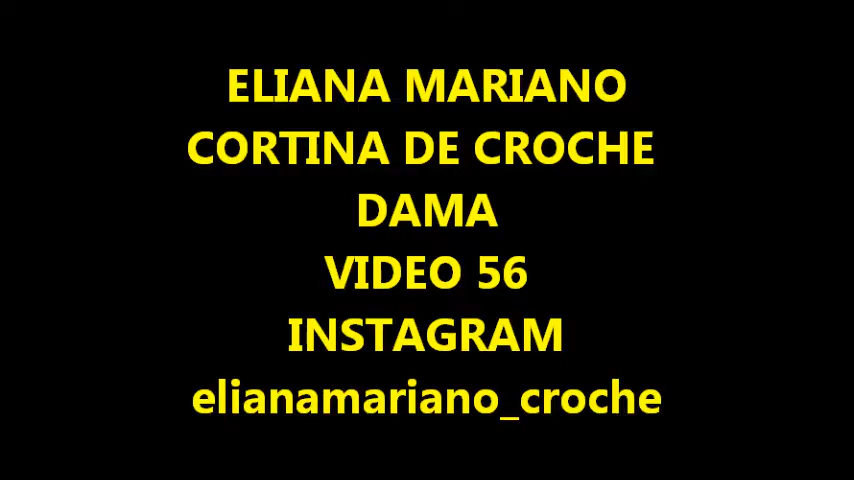 ELIANA MARIANO
CORTINA DE CROCHE
DAMA
VIDEO 56
INSTAGRAM
elianamariano_croche